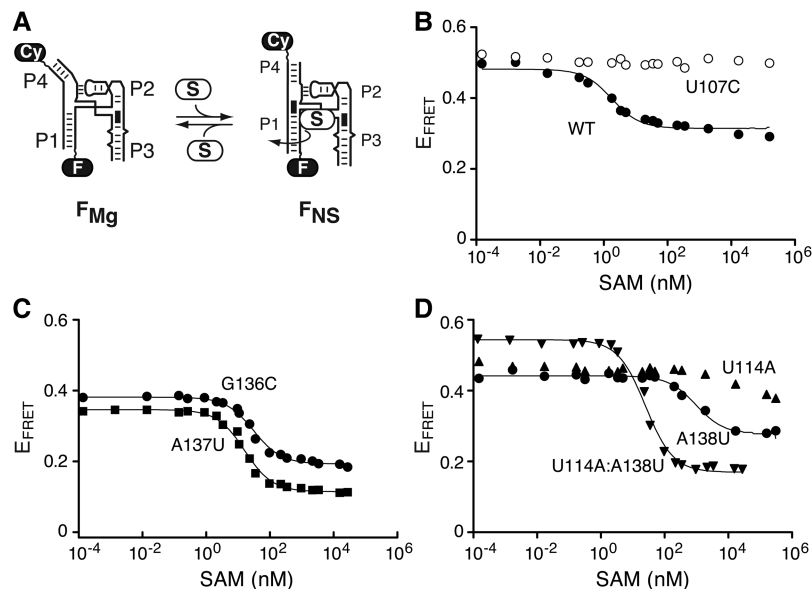 A
Cy
P4
P2
P1
P3
F
FMg
S
S
Cy
P4
P2
P1
S
P3
F
FNS
B
0.6
0.4
0.2
0
EFRET
U107C
WT
10-4
10-2
100
102
104
106
SAM (nM)
C
0.6
0.4
0.2
0
EFRET
G136C
A137U
10-4
10-2
100
102
104
106
SAM (nM)
D
0.6
0.4
0.2
0
EFRET
U114A
A138U
U114A:A138U
10-4
10-2
100
102
104
106
SAM (nM)